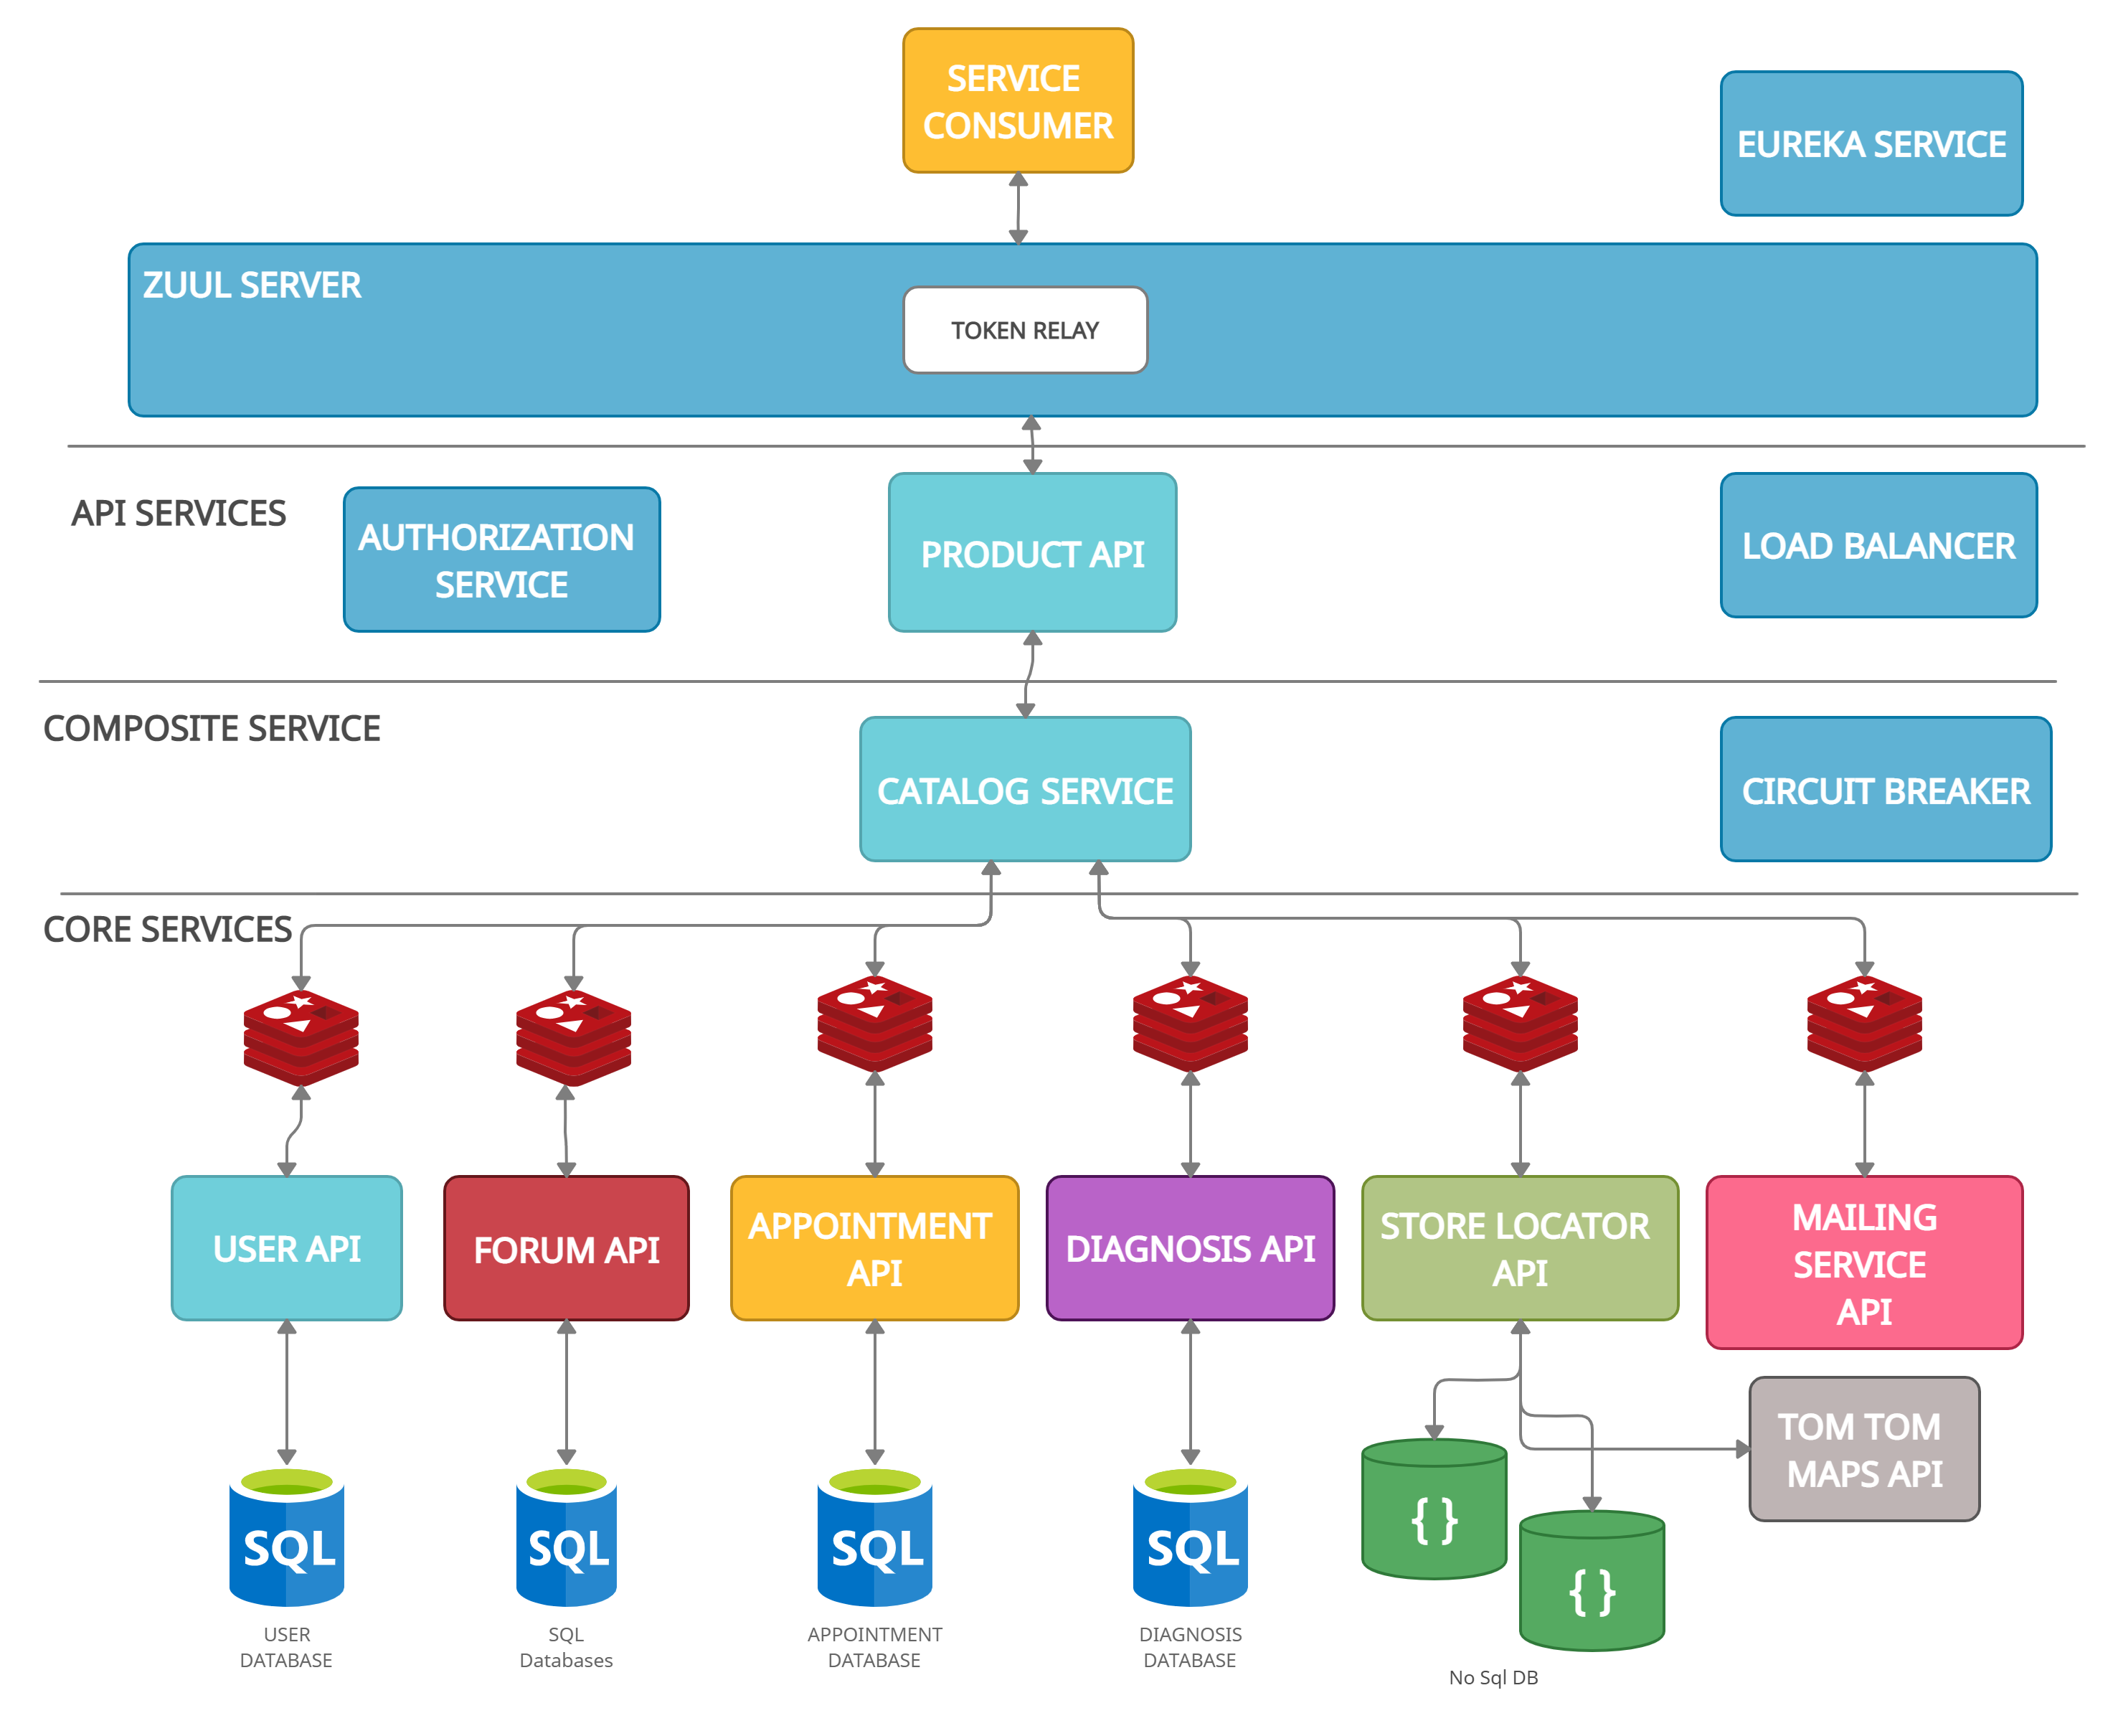 SERVICE
CONSUMER
EUREKA SERVICE
ZUUL SERVER
TOKEN RELAY
API SERVICES
AUTHORIZATION
SERVICE
PRODUCT API
LOAD BALANCER
COMPOSITE SERVICE
CATALOG SERVICE
CIRCUIT BREAKER
CORE SERVICES
USER API
FORUM API
APPOINTMENT
API
DIAGNOSIS API
STORE LOCATOR
API
MAILING
SERVICE
API
TOM TOM
MAPS API
SQL
SQL
SQL
SQL
{ }
{ }
USER
DATABASE
SQL
Databases
APPOINTMENT
DATABASE
DIAGNOSIS
DATABASE
No Sql DB